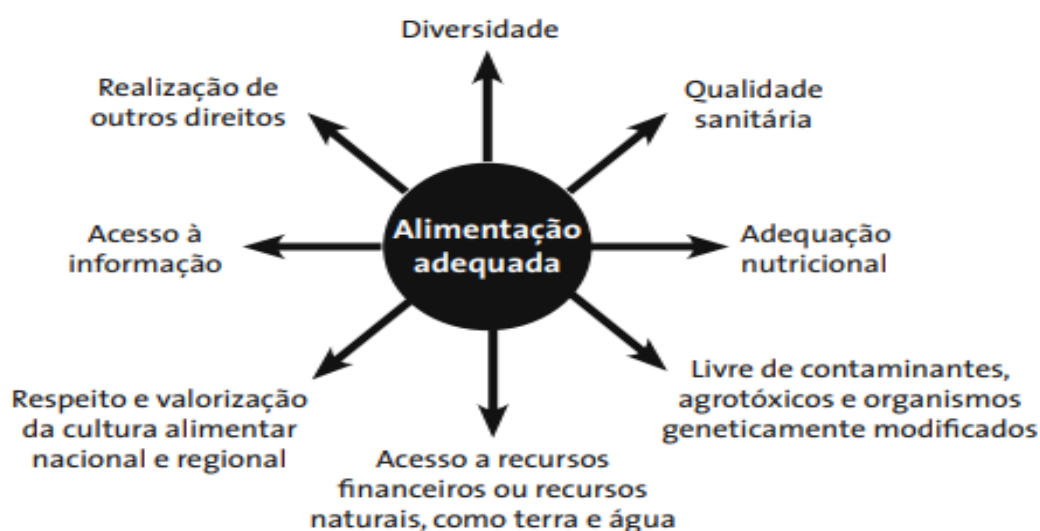 Diversidade
Realização de
outros direitos
Qualidade
sanitária
Alimentação
adequada
Acesso à
informação
Adequação
nutricional
Respeito e valorização
da cultura alimentar
nacional e regional
Livre de contaminantes,
agrotóxicos e organismos
geneticamente modificados
Acesso a recursos
financeiros ou recursos
naturais, como terra e água